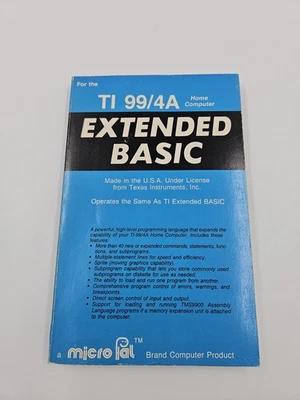 For the
TI 99/4A Home
Computer
EXTENDED
BASIC
Made in the U.S.A. Under License
from Texas Instruments, Inc.
Operates the Same As TI Extended BASIC
A powerful, high-level programming language that expands the
capability of your TI-99/4A Home Computer. Includes these
features:
• More than 40 new or expanded commands, statements, func-
tions, and subprograms.
• Multiple-statement lines for speed and efficiency.
• Sprite (moving graphics) capability.
• Subprogram capability that lets you store commonly used
subprograms on diskette for use as needed.
• The ability to load and run one program from another.
• Comprehensive program control of errors, warnings, and
breakpoints.
• Direct screen control of input and output.
• Support for loading and running TMS9900 Assembly
Language programs if a memory expansion unit is attached
to the computer.
a micro Pal TM Brand Computer Product